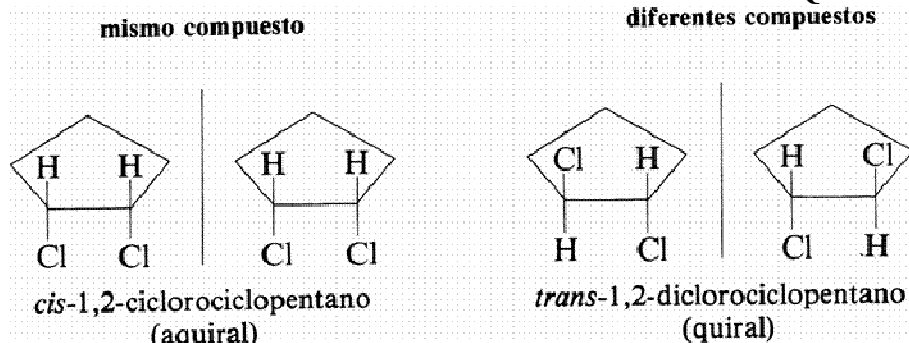 mismo compuesto
diferentes compuestos
H H H H
Cl H H Cl
Cl Cl Cl Cl
H Cl Cl H
cis-1,2-ciclorociclopentano
(aquiral)
trans-1,2-diclorociclopentano
(quiral)